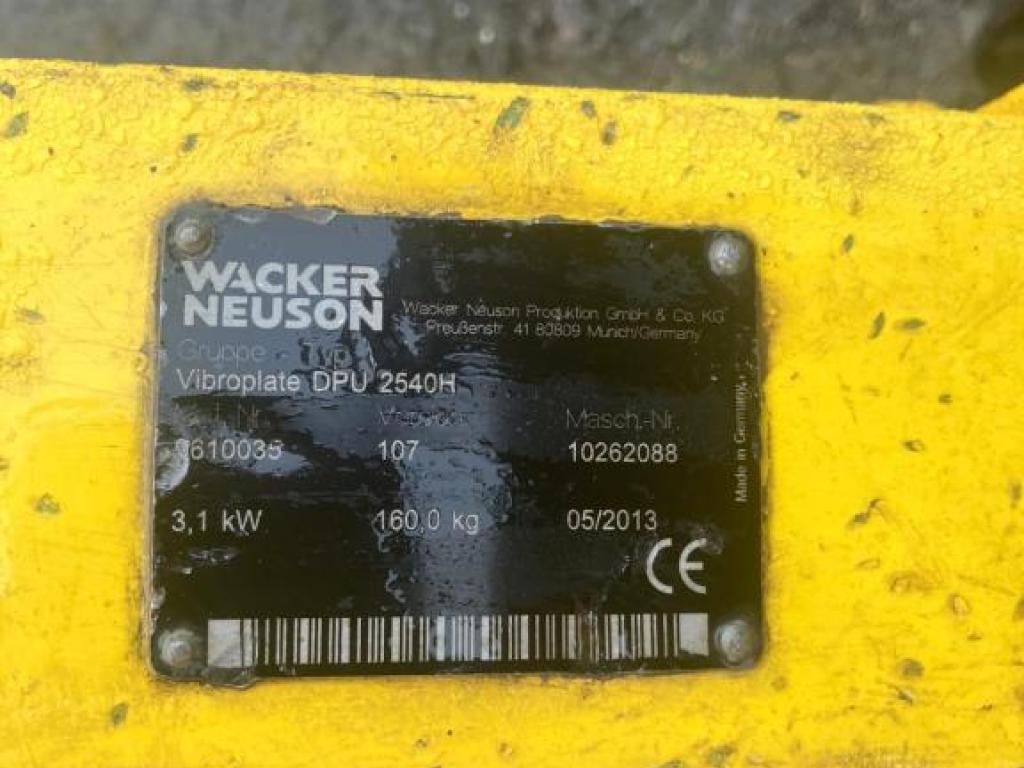 WACKER
NEUSON
Wacker Neuson Produktion GmbH & Co. KG
Preußenstr. 41 80809 Munich/Germany
Gruppe Typ
Vibroplate DPU 2540H
Masch.-Nr.
107 10262088
3,1 kW 160,0 kg 05/2013
CE
Made in Germany